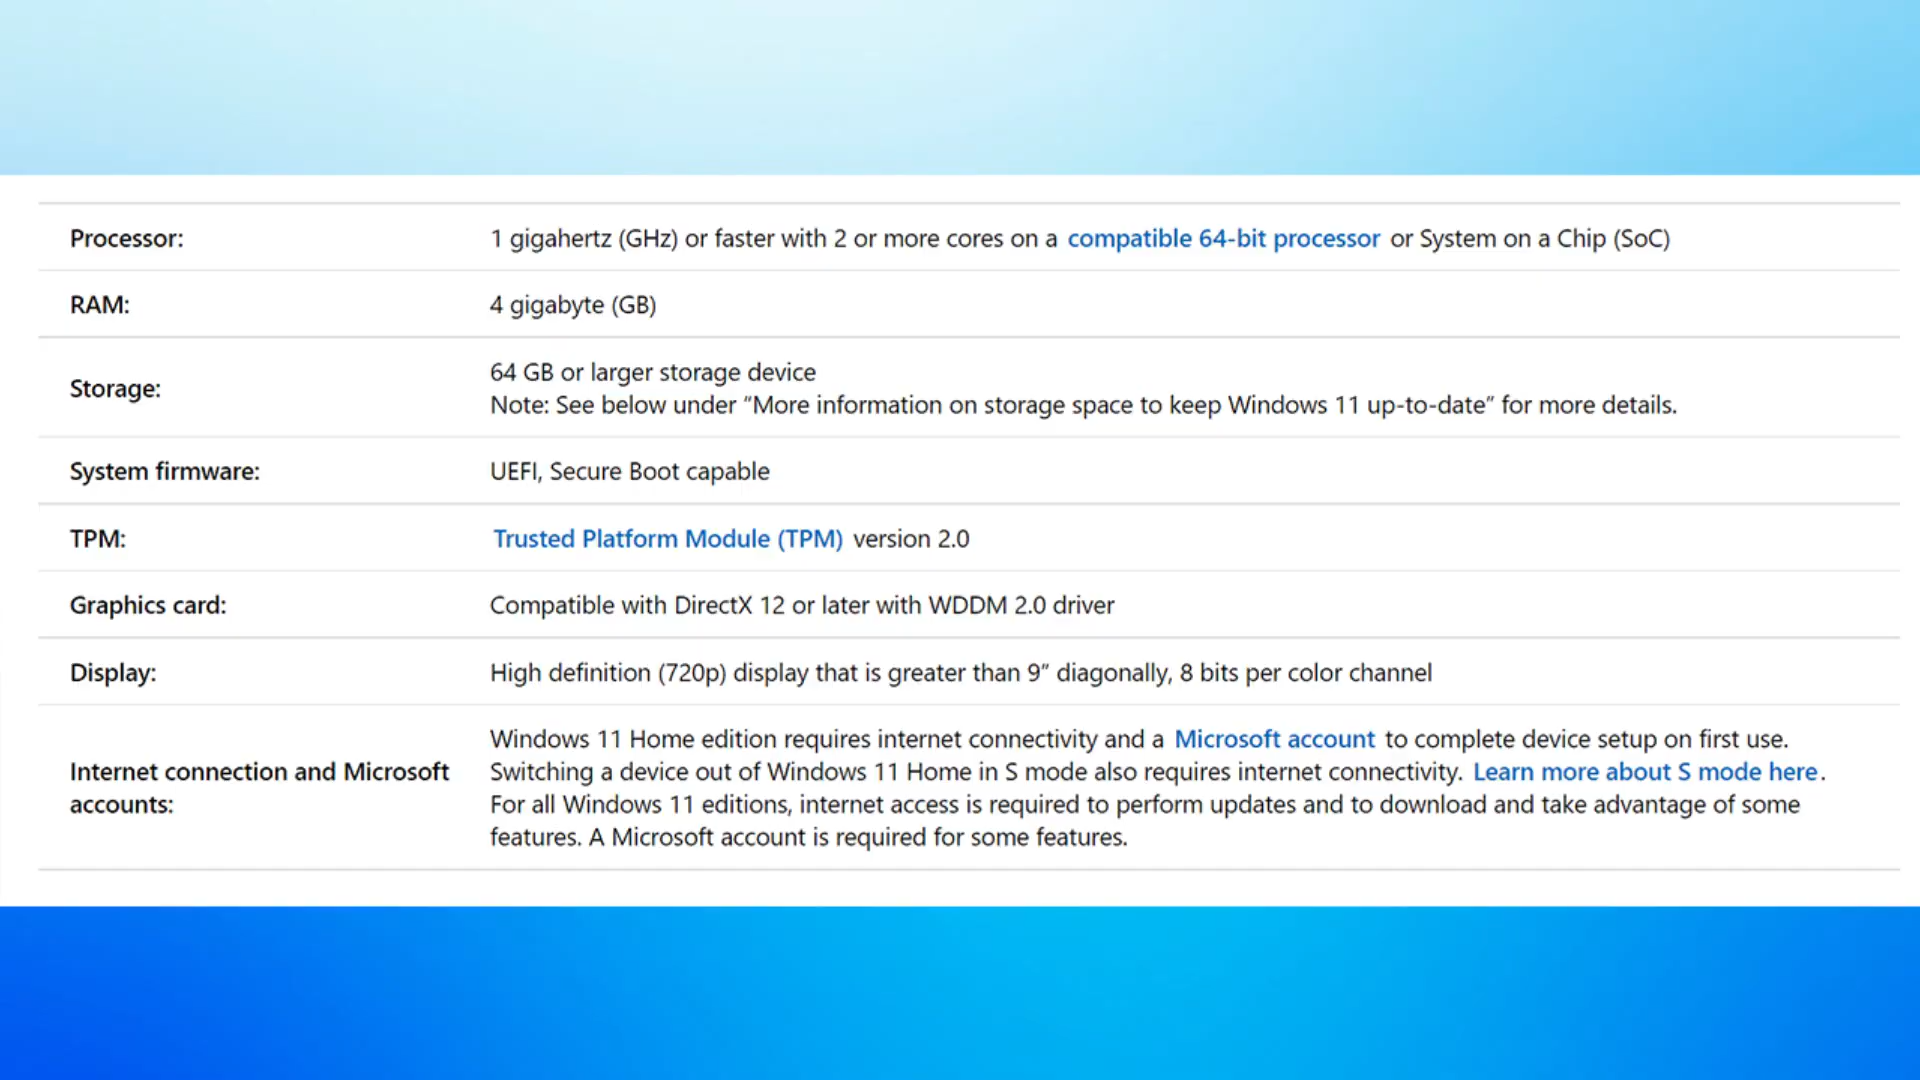 Processor:
1 gigahertz (GHz) or faster with 2 or more cores on a compatible 64-bit processor or System on a Chip (SoC)
RAM:
4 gigabyte (GB)
Storage:
64 GB or larger storage device
Note: See below under “More information on storage space to keep Windows 11 up-to-date” for more details.
System firmware:
UEFI, Secure Boot capable
TPM:
Trusted Platform Module (TPM) version 2.0
Graphics card:
Compatible with DirectX 12 or later with WDDM 2.0 driver
Display:
High definition (720p) display that is greater than 9” diagonally, 8 bits per color channel
Internet connection and Microsoft
accounts:
Windows 11 Home edition requires internet connectivity and a Microsoft account to complete device setup on first use.
Switching a device out of Windows 11 Home in S mode also requires internet connectivity. Learn more about S mode here.
For all Windows 11 editions, internet access is required to perform updates and to download and take advantage of some
features. A Microsoft account is required for some features.